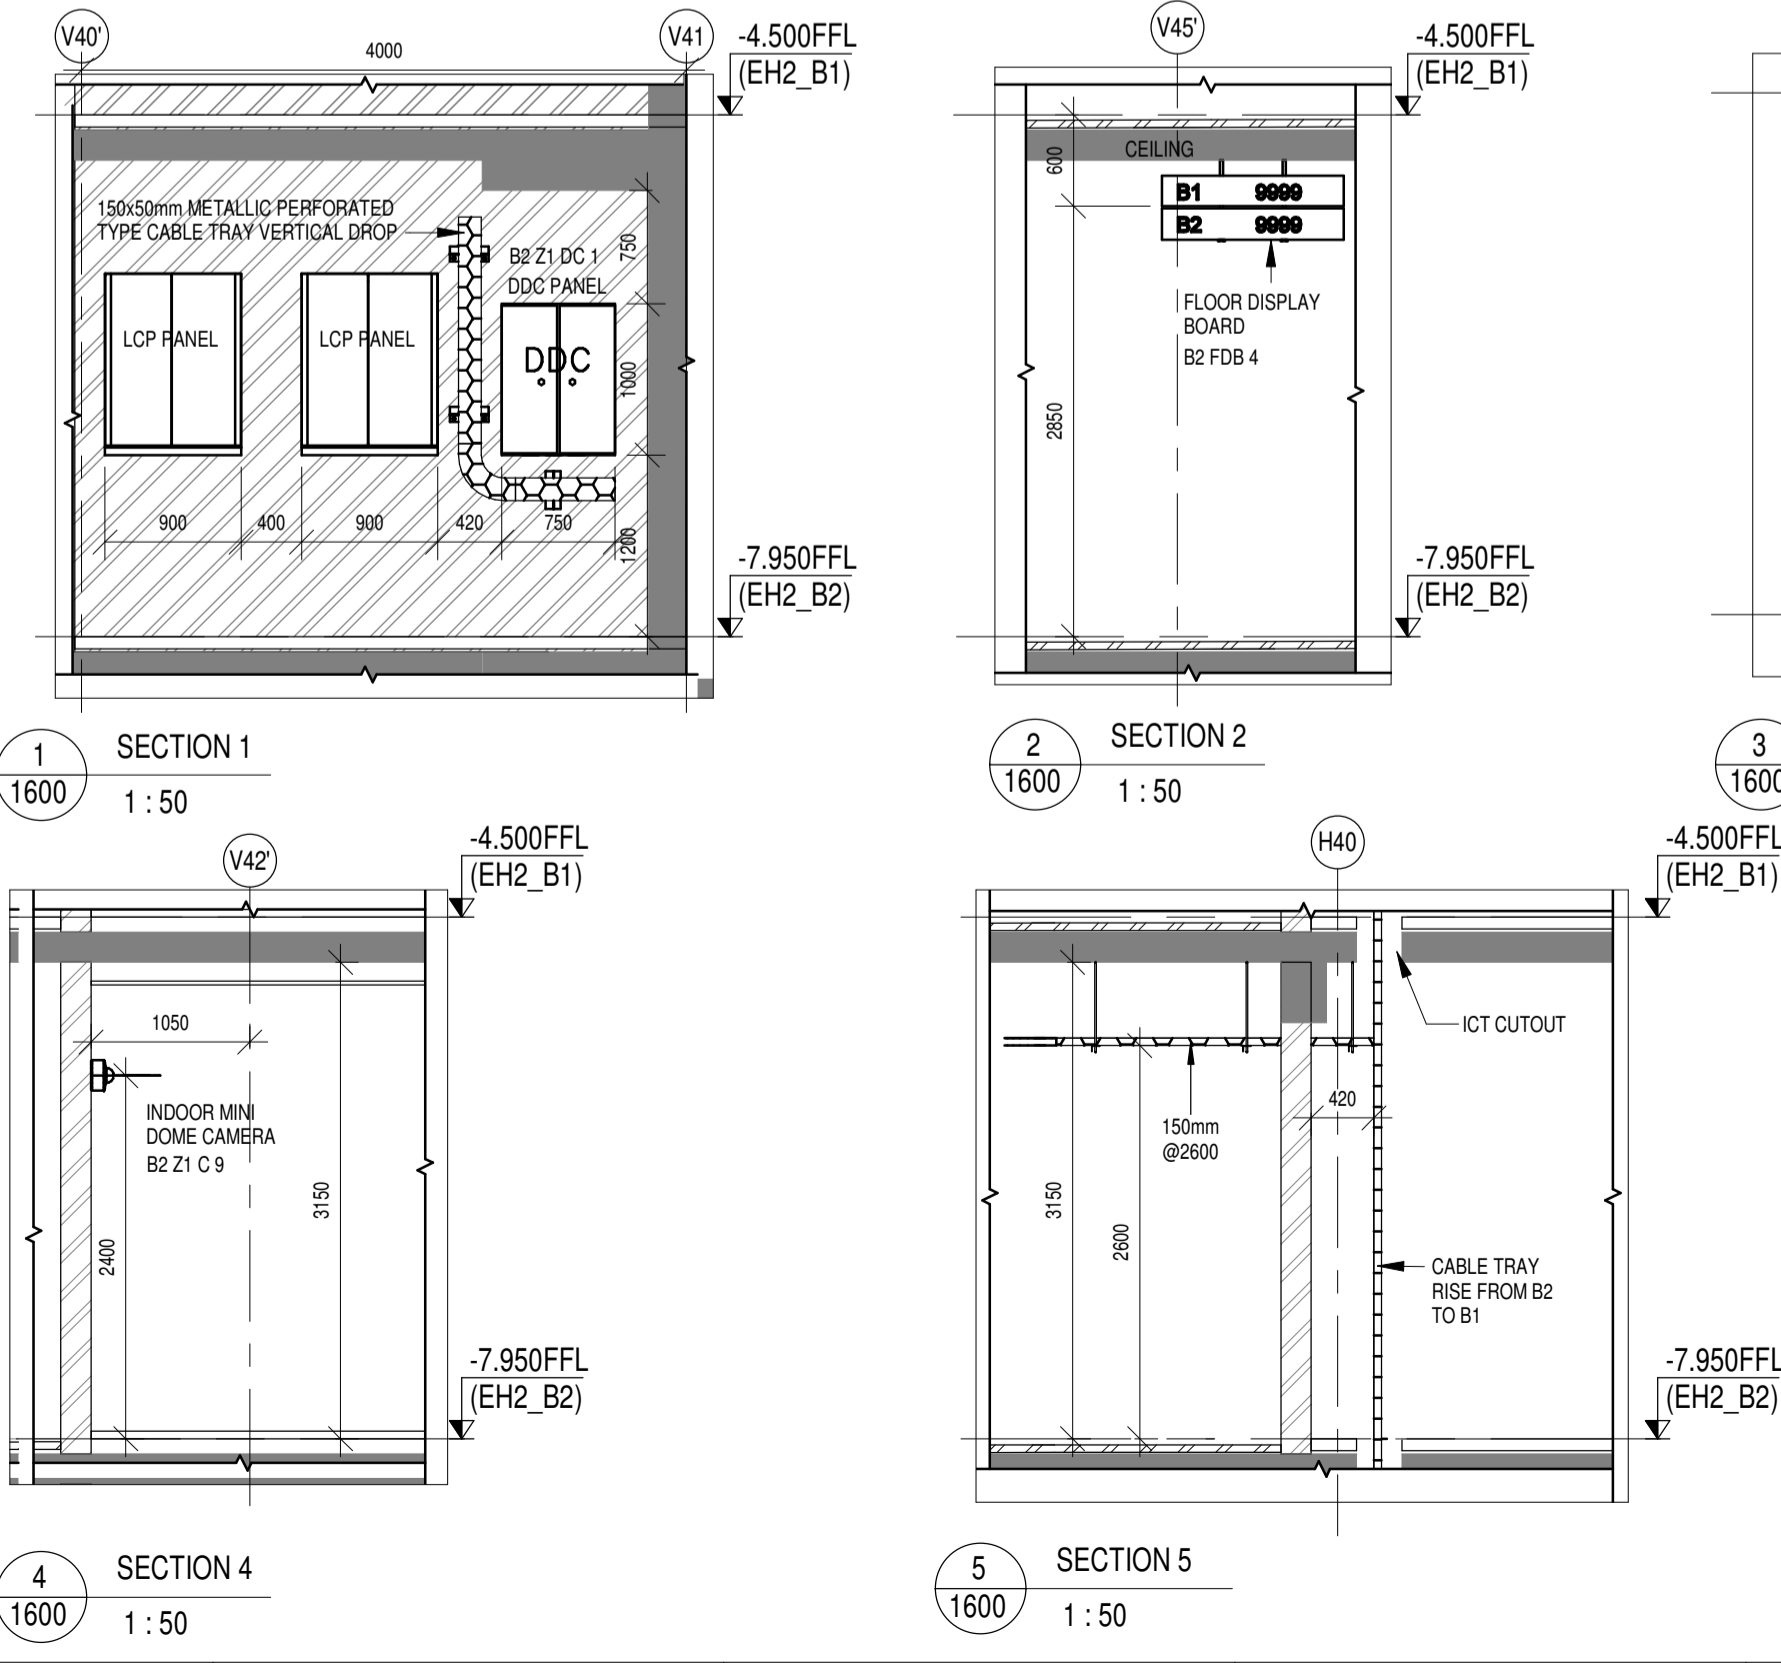 V40'
4000
V41
-4.500FFL
(EH2_B1)
150x50mm METALLIC PERFORATED
TYPE CABLE TRAY VERTICAL DROP
B2 Z1 DC 1
DDC PANEL
750
LCP PANEL
LCP PANEL
DDC
1000
900
400
900
420
750
1200
-7.950FFL
(EH2_B2)
1
1600
SECTION 1
1 : 50
V45'
-4.500FFL
(EH2_B1)
600
CEILING
B1 9999
B2 9999
FLOOR DISPLAY
BOARD
B2 FDB 4
2850
-7.950FFL
(EH2_B2)
2
1600
SECTION 2
1 : 50
3
1600
V42'
-4.500FFL
(EH2_B1)
1050
INDOOR MINI
DOME CAMERA
B2 Z1 C 9
2400
3150
-7.950FFL
(EH2_B2)
4
1600
SECTION 4
1 : 50
H40
-4.500FFL
(EH2_B1)
ICT CUTOUT
420
150mm
@2600
3150
2600
CABLE TRAY
RISE FROM B2
TO B1
-7.950FFL
(EH2_B2)
5
1600
SECTION 5
1 : 50